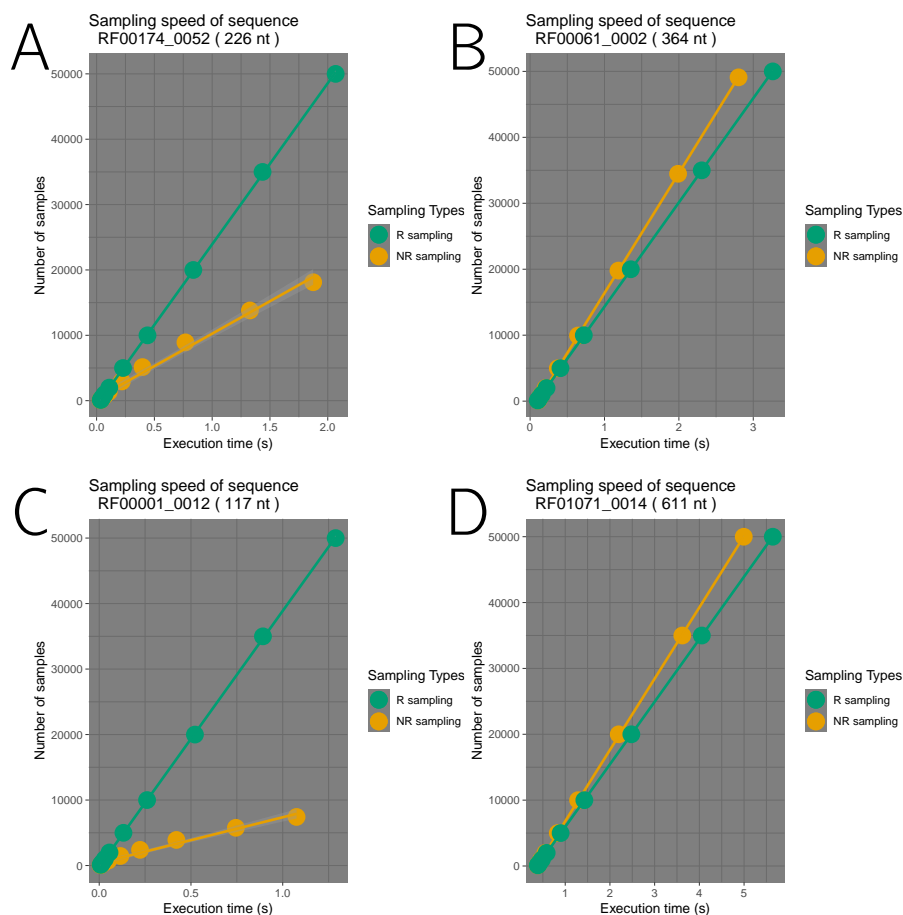 A
Sampling speed of sequence
RF00174_0052 ( 226 nt )
Number of samples
50000
40000
30000
20000
10000
0
0.0 0.5 1.0 1.5 2.0
Execution time (s)
Sampling Types
R sampling
NR sampling
B
Sampling speed of sequence
RF00061_0002 ( 364 nt )
Number of samples
50000
40000
30000
20000
10000
0
0 1 2 3
Execution time (s)
Sampling Types
R sampling
NR sampling
C
Sampling speed of sequence
RF00001_0012 ( 117 nt )
Number of samples
50000
40000
30000
20000
10000
0
0.0 0.5 1.0
Execution time (s)
Sampling Types
R sampling
NR sampling
D
Sampling speed of sequence
RF01071_0014 ( 611 nt )
Number of samples
50000
40000
30000
20000
10000
0
1 2 3 4 5
Execution time (s)
Sampling Types
R sampling
NR sampling